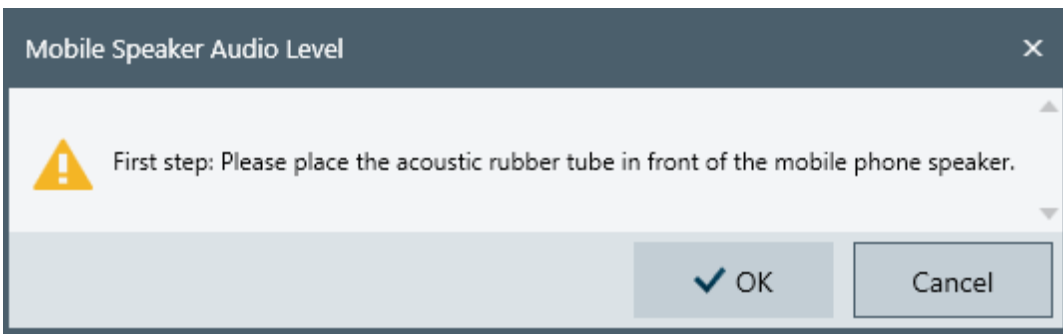 Mobile Speaker Audio Level
First step: Please place the acoustic rubber tube in front of the mobile phone speaker.
OK
Cancel